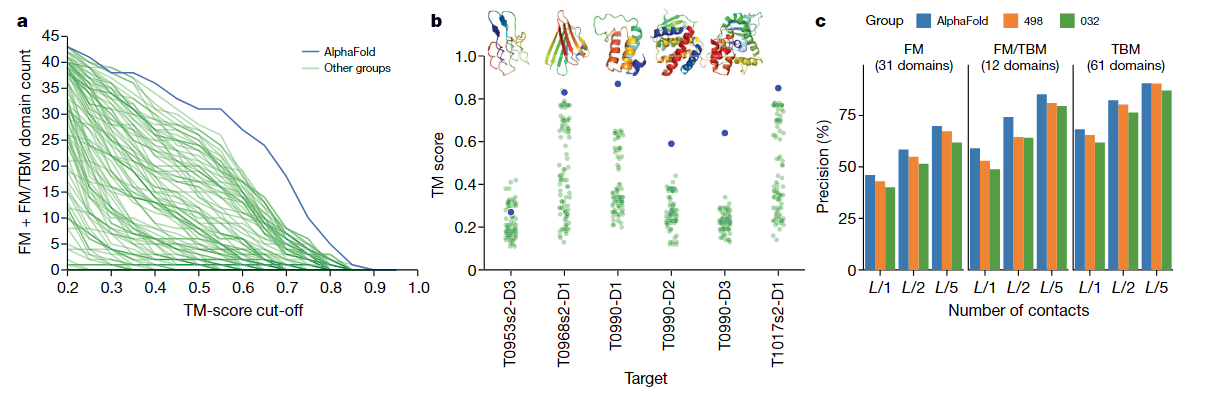 a
FM + FM/TBM domain count
45
40
35
30
25
20
15
10
5
0
AlphaFold
Other groups
0.2 0.3 0.4 0.5 0.6 0.7 0.8 0.9 1.0
TM-score cut-off
b
TM score
1.0
0.8
0.6
0.4
0.2
0
T0953s2-D3
T0968s2-D1
T0990-D1
T0990-D2
T0990-D3
T1017s2-D1
Target
c
Group AlphaFold 498 032
FM FM/TBM TBM
(31 domains) (12 domains) (61 domains)
Precision (%)
75
50
25
0
L/1 L/2 L/5 L/1 L/2 L/5 L/1 L/2 L/5
Number of contacts